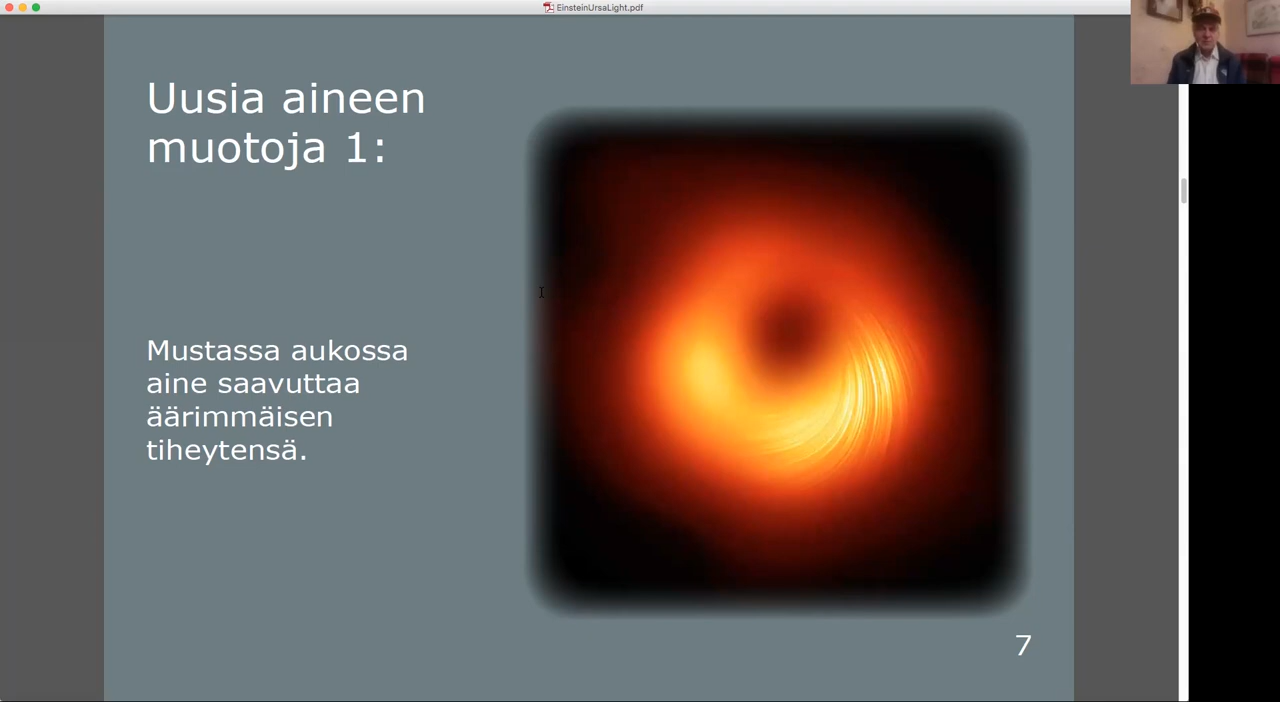 EinsteinUrsaLight.pdf
Uusia aineen
muotoja 1:
Mustassa aukossa
aine saavuttaa
äärimmäisen
tiheytensä.
7